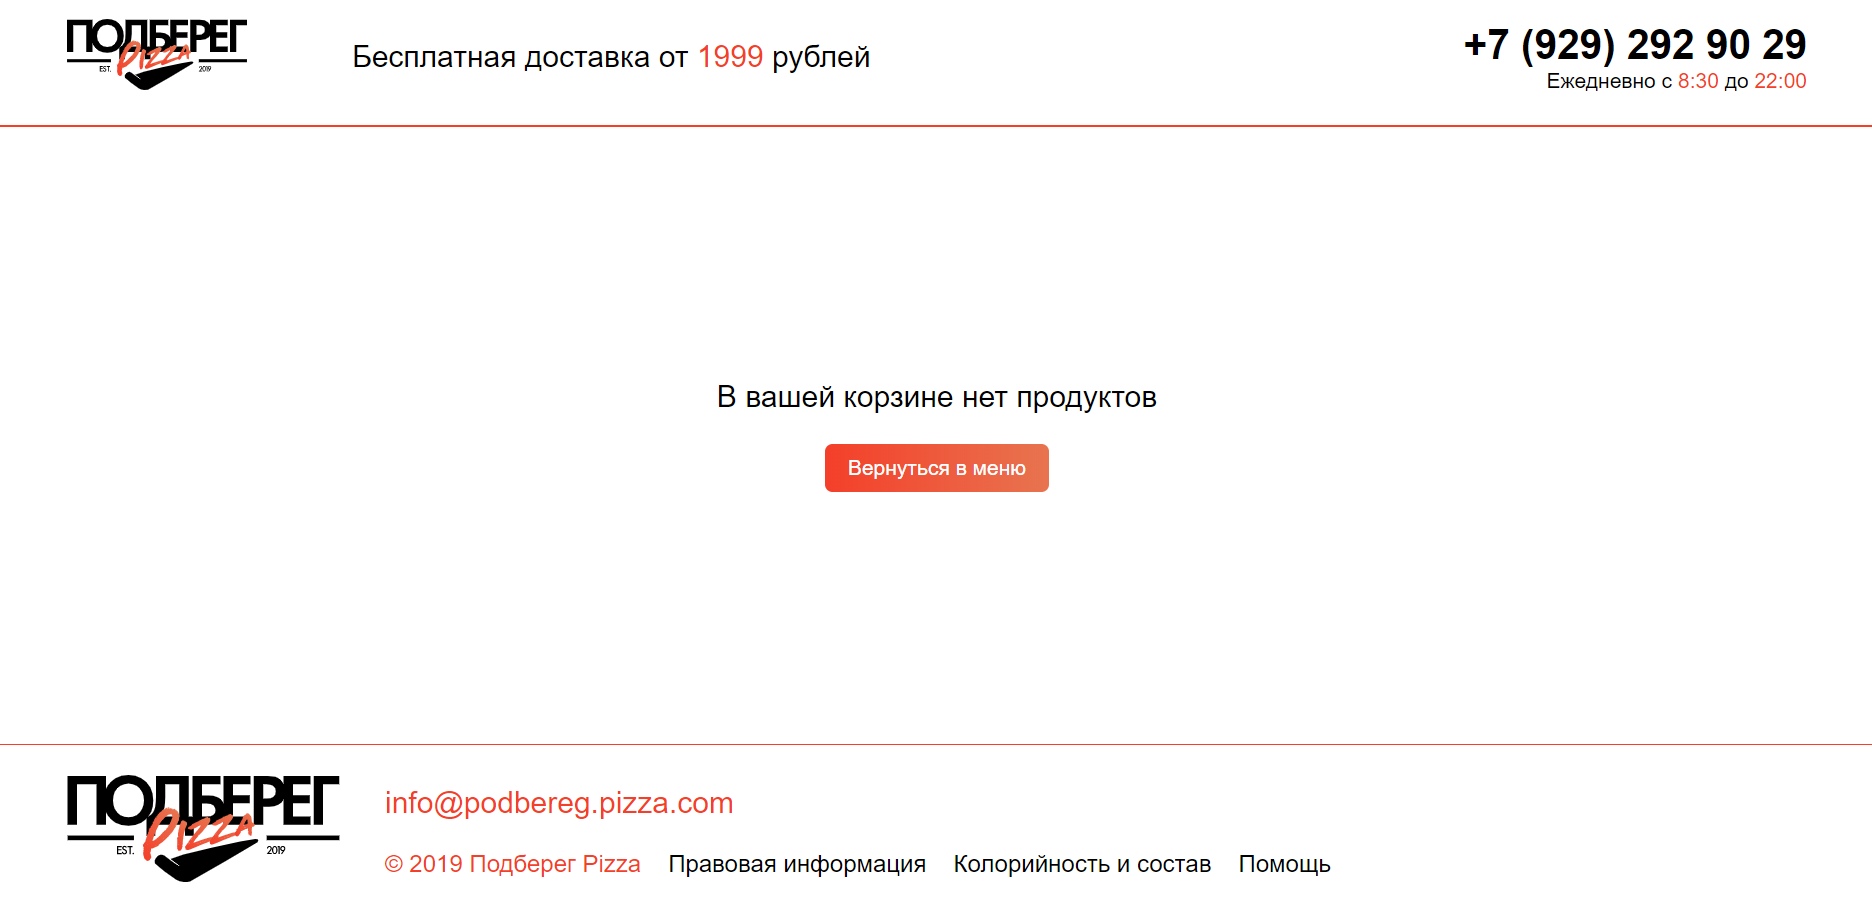 ПОДБЕРЕГ
Pizza
EST. 2019
Бесплатная доставка от 1999 рублей
+7 (929) 292 90 29
Ежедневно с 8:30 до 22:00
В вашей корзине нет продуктов
Вернуться в меню
ПОДБЕРЕГ
Pizza
EST. 2019
info@podbereg.pizza.com
© 2019 Подберег Pizza Правовая информация Колорийность и состав Помощь